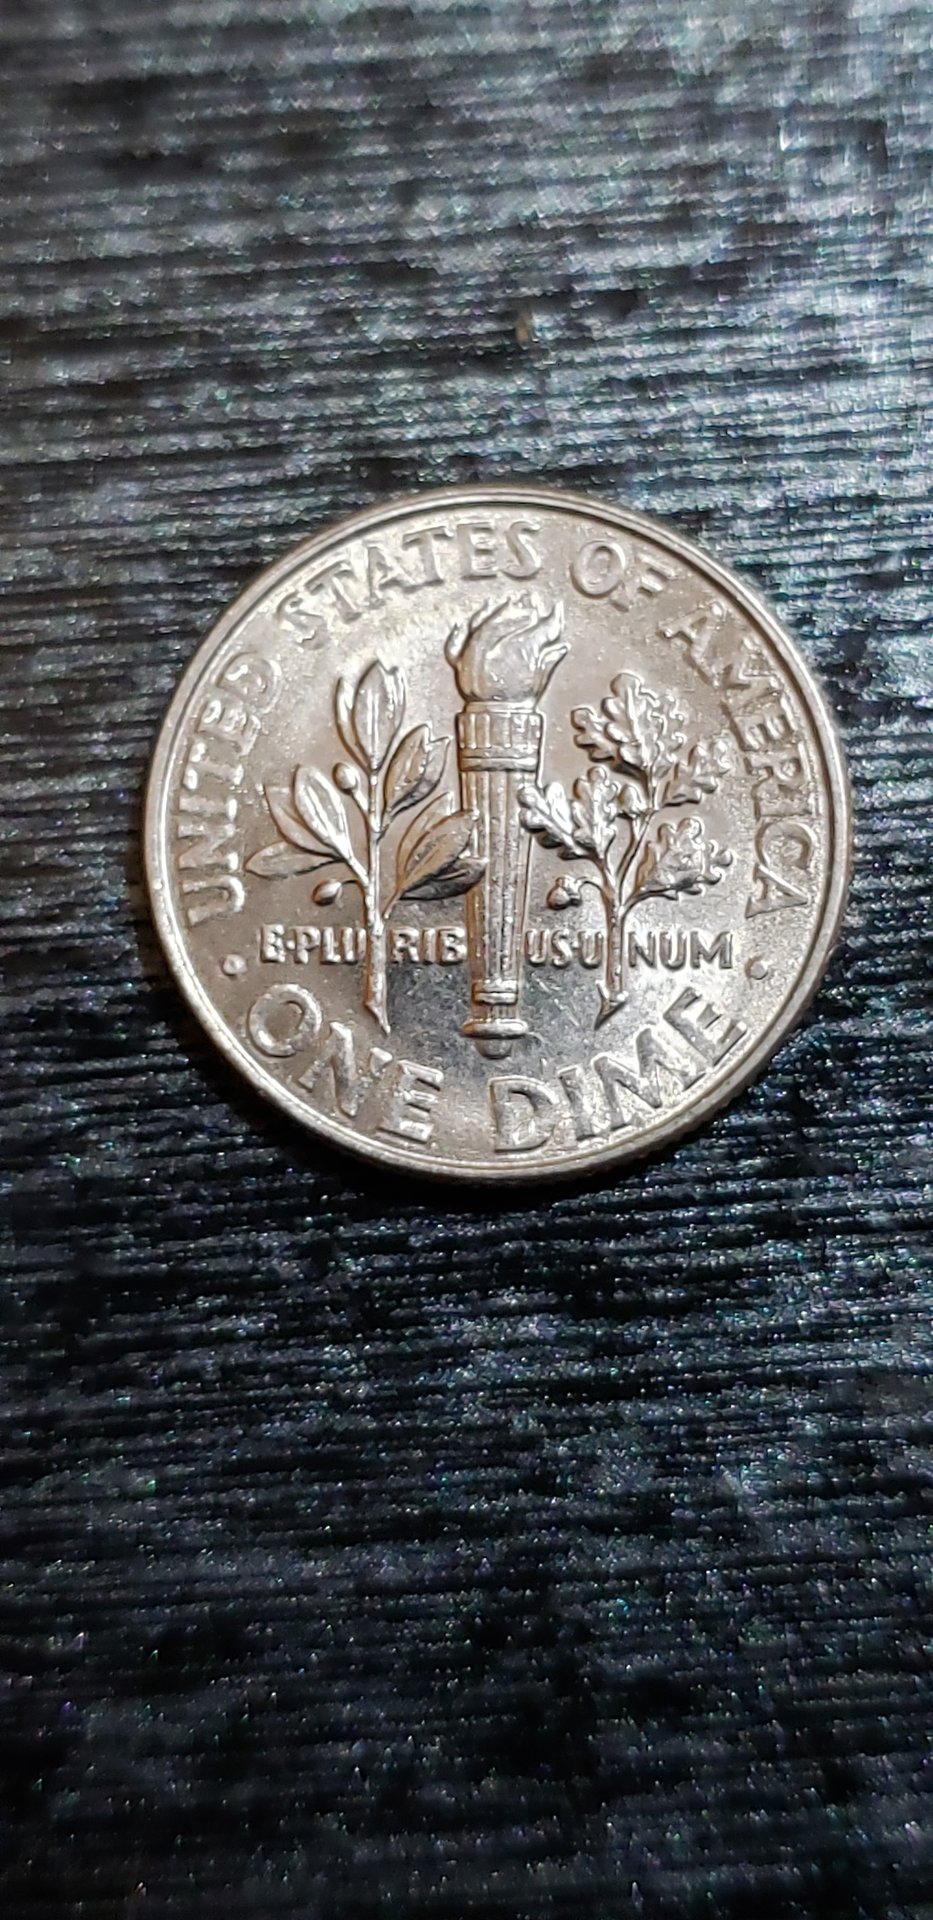 UNITED STATES OF AMERICA
E·PLURIBUS·UNUM
· ONE DIME ·